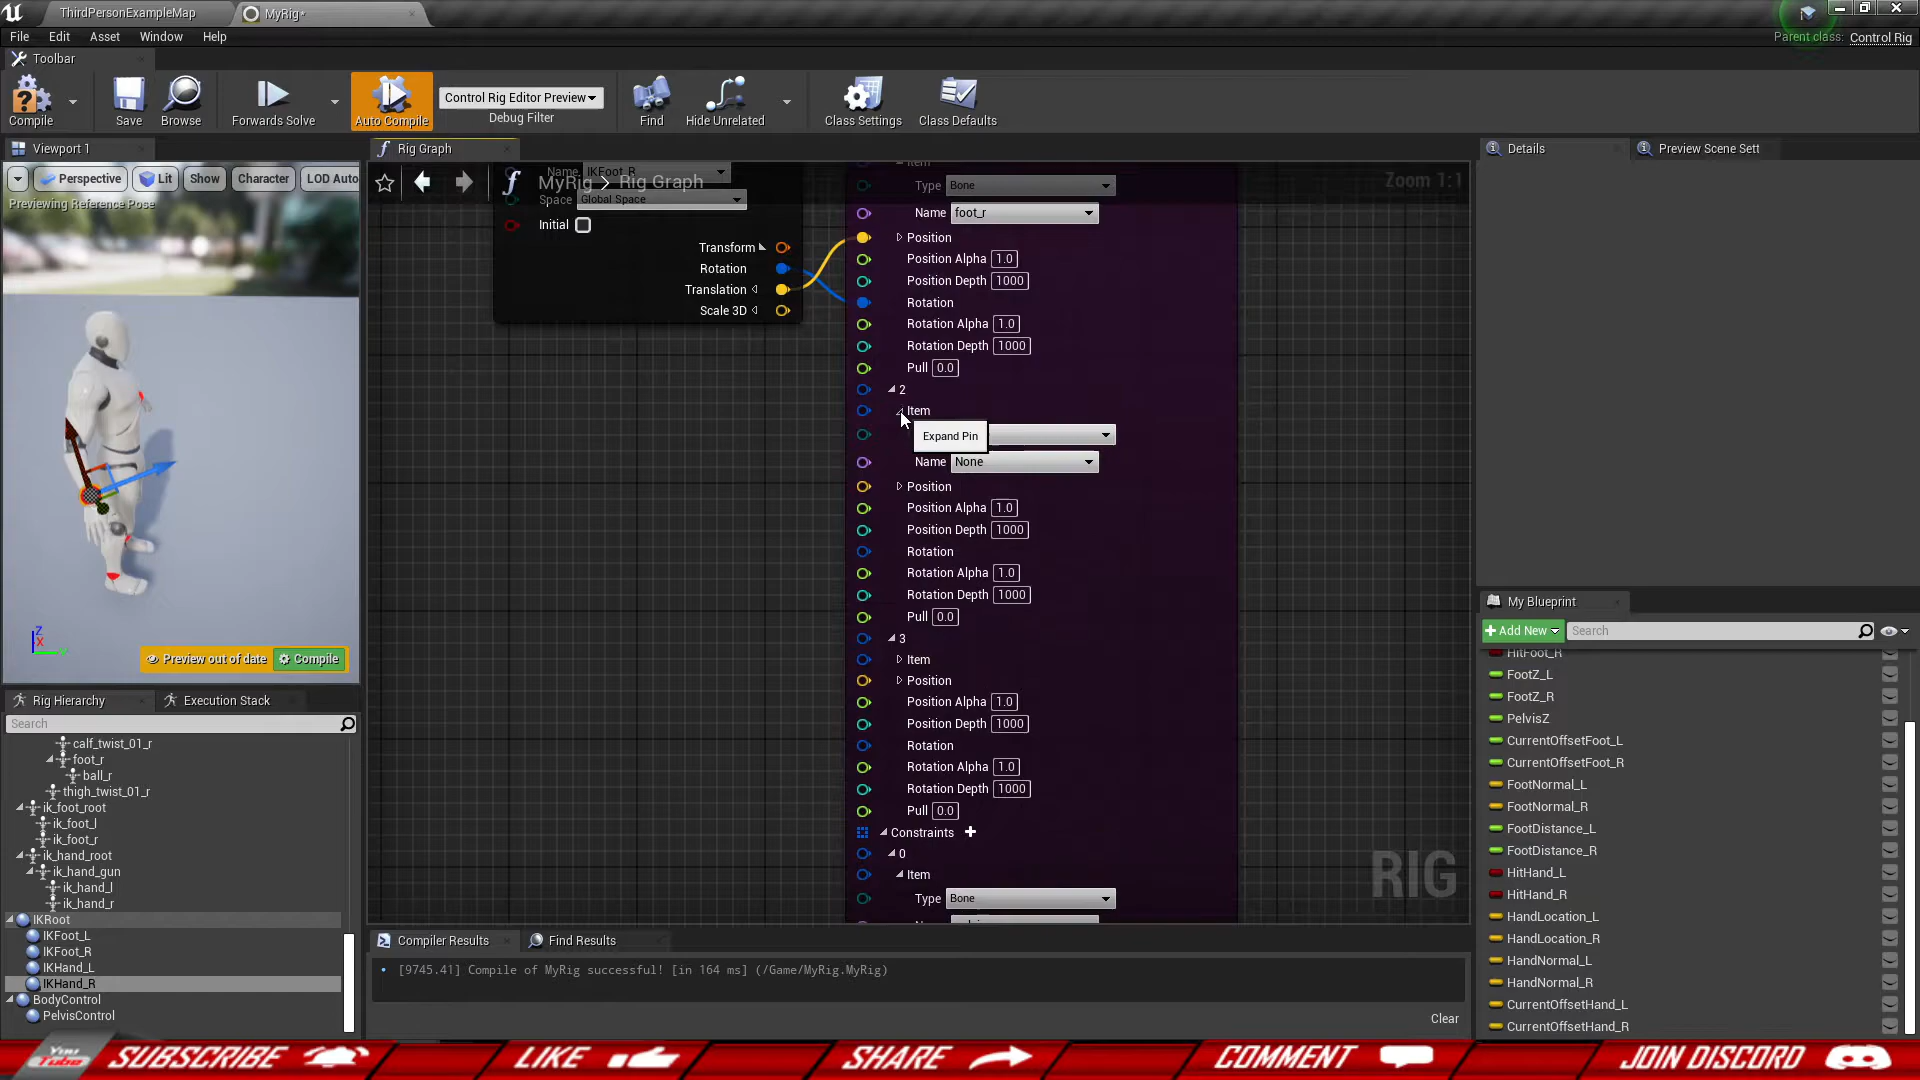 ThirdPersonExampleMap
MyRig*
File Edit Asset Window Help
Parent class: Control Rig
Toolbar
Compile
Save
Browse
Forwards Solve
Auto Compile
Control Rig Editor Preview
Debug Filter
Find
Hide Unrelated
Class Settings
Class Defaults
Viewport 1
Perspective
Lit
Show
Character
LOD Auto
Previewing Reference Pose
Z
X
Preview out of date
Compile
Rig Hierarchy
Execution Stack
Search
calf_twist_01_r
foot_r
ball_r
thigh_twist_01_r
ik_foot_root
ik_foot_l
ik_foot_r
ik_hand_root
ik_hand_gun
ik_hand_l
ik_hand_r
IKRoot
IKFoot_L
IKFoot_R
IKHand_L
IKHand_R
BodyControl
PelvisControl
Rig Graph
MyRig > Rig Graph
Zoom 1:1
Name IKFoot_R
Space Global Space
Initial
Transform
Rotation
Translation
Scale 3D
Item
Type Bone
Name foot_r
Position
Position Alpha 1.0
Position Depth 1000
Rotation
Rotation Alpha 1.0
Rotation Depth 1000
Pull 0.0
2
Item
Expand Pin
Name None
Position
Position Alpha 1.0
Position Depth 1000
Rotation
Rotation Alpha 1.0
Rotation Depth 1000
Pull 0.0
3
Item
Position
Position Alpha 1.0
Position Depth 1000
Rotation
Rotation Alpha 1.0
Rotation Depth 1000
Pull 0.0
Constraints
0
Item
Type Bone
RIG
Compiler Results
Find Results
[9745.41] Compile of MyRig successful! [in 164 ms] (/Game/MyRig.MyRig)
Clear
Details
Preview Scene Sett
My Blueprint
Add New
Search
HitFoot_R
FootZ_L
FootZ_R
PelvisZ
CurrentOffsetFoot_L
CurrentOffsetFoot_R
FootNormal_L
FootNormal_R
FootDistance_L
FootDistance_R
HitHand_L
HitHand_R
HandLocation_L
HandLocation_R
HandNormal_L
HandNormal_R
CurrentOffsetHand_L
CurrentOffsetHand_R
You Tube
SUBSCRIBE
LIKE
SHARE
COMMENT
JOIN DISCORD